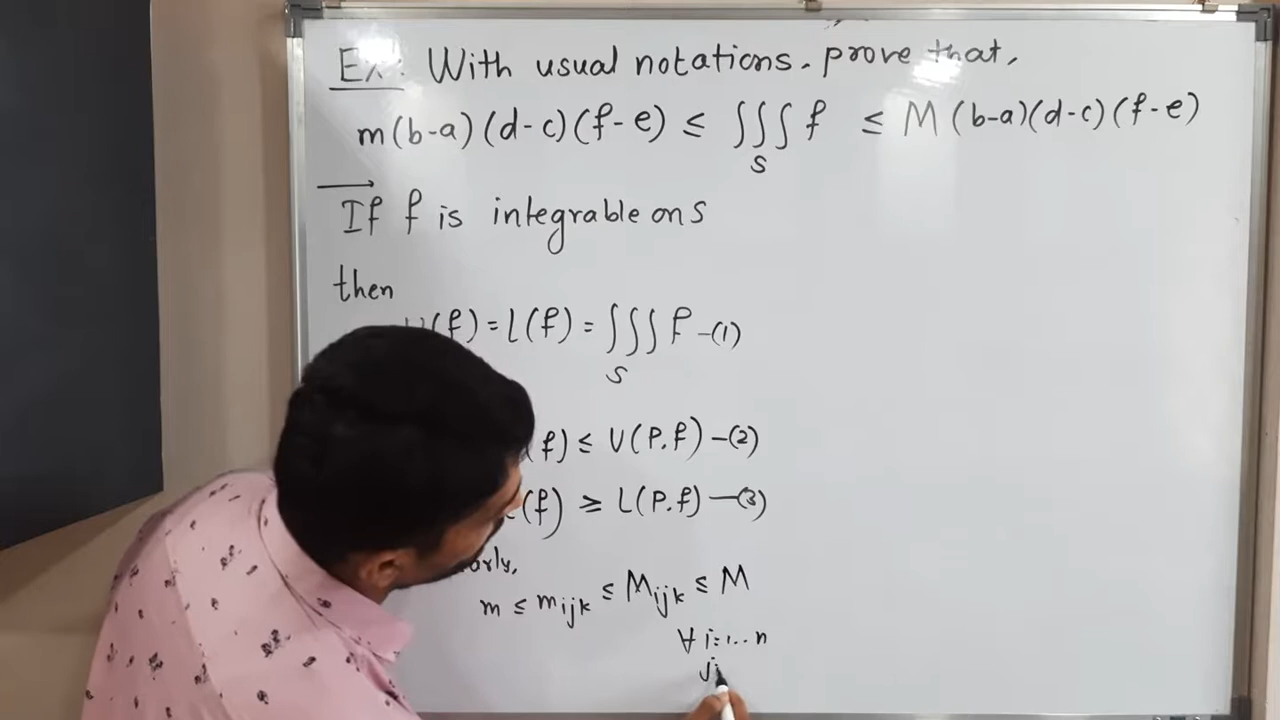 Ex: With usual notations. prove that,
m(b-a)(d-c)(f-e) ≤ ∫∫∫ f ≤ M(b-a)(d-c)(f-e)
S
If f is integrable on S
then
U(f) = L(f) = ∫∫∫ f -(1)
S
(f) ≤ U(P.f) -(2)
(f) ≥ L(P.f) -(3)
m ≤ mijk ≤ Mijk ≤ M
∀ i=1...n
j=